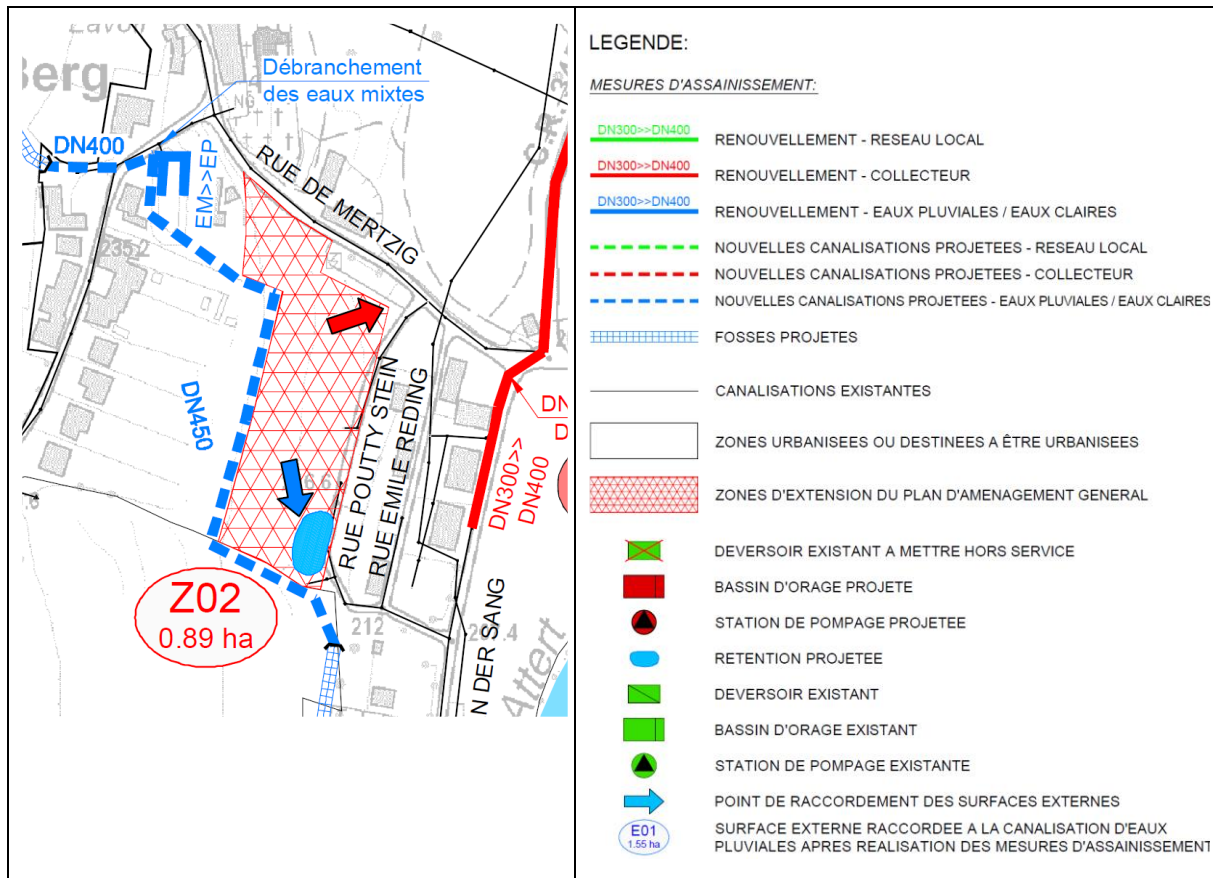 Berg
Débranchement
des eaux mixtes
NG
DN400
EM>>EP
RUE DE MERTZIG
C.R.
235.2
DN450
RUE POUTTY STEIN
RUE EMILE REDING
DN300>>
DN400
DN
D
Z02
0.89 ha
212
N DER SANG
Attert
LEGENDE:
MESURES D'ASSAINISSEMENT:
DN300>>DN400
RENOUVELLEMENT - RESEAU LOCAL
DN300>>DN400
RENOUVELLEMENT - COLLECTEUR
DN300>>DN400
RENOUVELLEMENT - EAUX PLUVIALES / EAUX CLAIRES
NOUVELLES CANALISATIONS PROJETEES - RESEAU LOCAL
NOUVELLES CANALISATIONS PROJETEES - COLLECTEUR
NOUVELLES CANALISATIONS PROJETEES - EAUX PLUVIALES / EAUX CLAIRES
FOSSES PROJETES
CANALISATIONS EXISTANTES
ZONES URBANISEES OU DESTINEES A ÊTRE URBANISEES
ZONES D'EXTENSION DU PLAN D'AMENAGEMENT GENERAL
DEVERSOIR EXISTANT A METTRE HORS SERVICE
BASSIN D'ORAGE PROJETE
STATION DE POMPAGE PROJETEE
RETENTION PROJETEE
DEVERSOIR EXISTANT
BASSIN D'ORAGE EXISTANT
STATION DE POMPAGE EXISTANTE
POINT DE RACCORDEMENT DES SURFACES EXTERNES
E01
1.55 ha
SURFACE EXTERNE RACCORDEE A LA CANALISATION D'EAUX
PLUVIALES APRES REALISATION DES MESURES D'ASSAINISSEMENT